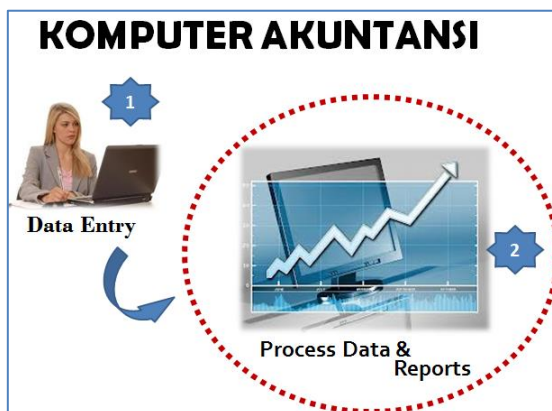 KOMPUTER AKUNTANSI
1
Data Entry
2
Process Data &
Reports